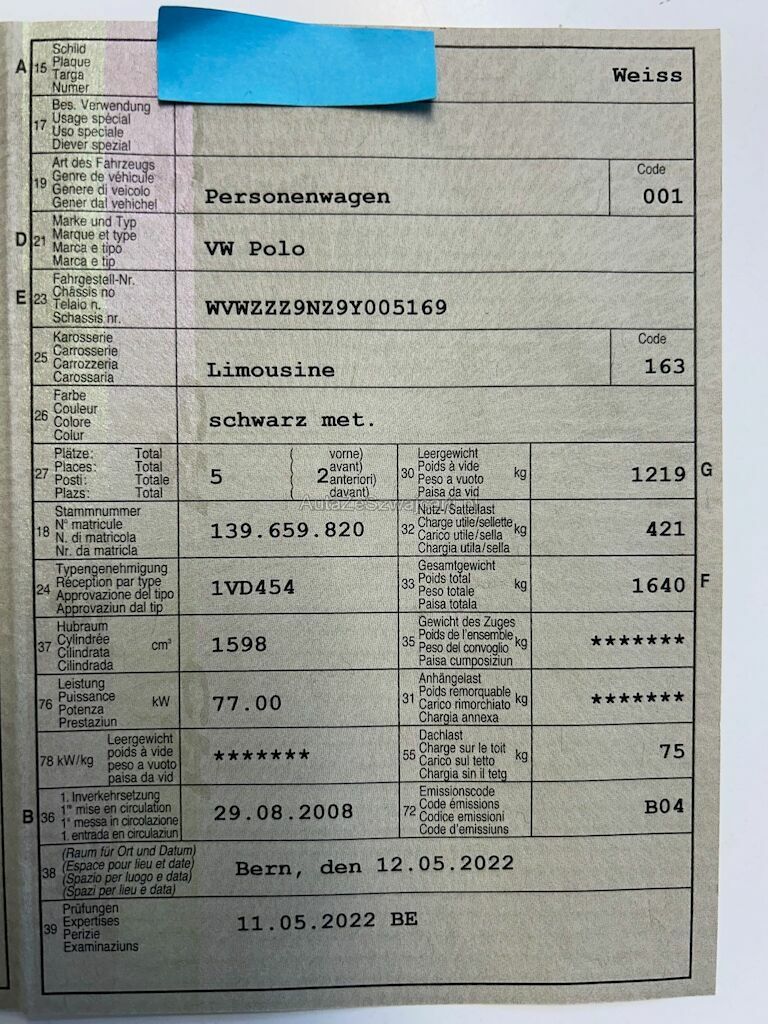 A 15 Schild
Plaque
Targa
Numer
Weiss
17 Bes. Verwendung
Usage spécial
Uso speciale
Diever spezial
19 Art des Fahrzeugs
Genre de véhicule
Genere di veicolo
Gener dal vehichel
Personenwagen
Code
001
D 21 Marke und Typ
Marque et type
Marca e tipo
Marca e tip
VW Polo
E 23 Fahrgestell-Nr.
Châssis no
Telaio n.
Schassis nr.
WVWZZZ9NZ9Y005169
25 Karosserie
Carrosserie
Carrozzeria
Carossaria
Limousine
Code
163
26 Farbe
Couleur
Colore
Colur
schwarz met.
27 Plätze: Total
Places: Total
Posti: Totale
Plazs: Total
5
( vorne)
( avant)
( anteriori)
( davant)
2
30 Leergewicht
Poids à vide
Peso a vuoto
Paisa da vid
kg
1219 G
18 Stammnummer
N° matricule
N. di matricola
Nr. da matricla
139.659.820
32 Nutz-/Sattellast
Charge utile/sellette
Carico utile/sella
Chargia utila/sella
kg
421
24 Typengenehmigung
Réception par type
Approvazione del tipo
Approvaziun dal tip
1VD454
33 Gesamtgewicht
Poids total
Peso totale
Paisa totala
kg
1640 F
37 Hubraum
Cylindrée
Cilindrata
Cilindrada
cm³
1598
35 Gewicht des Zuges
Poids de l'ensemble
Peso del convoglio
Paisa cumposiziun
kg
*******
76 Leistung
Puissance
Potenza
Prestaziun
kW
77.00
31 Anhängelast
Poids remorquable
Carico rimorchiato
Chargia annexa
kg
*******
78 kW/kg Leergewicht
poids à vide
peso a vuoto
paisa da vid
*******
55 Dachlast
Charge sur le toit
Carico sul tetto
Chargia sin il tetg
kg
75
B 36 1. Inverkehrsetzung
1re mise en circulation
1a messa in circolazione
1. entrada en circulaziun
29.08.2008
72 Emissionscode
Code émissions
Codice emissioni
Code d'emissiuns
B04
38 (Raum für Ort und Datum)
(Espace pour lieu et date)
(Spazio per luogo e data)
(Spazi per lieu e data)
Bern, den 12.05.2022
39 Prüfungen
Expertises
Perizie
Examinaziuns
11.05.2022 BE